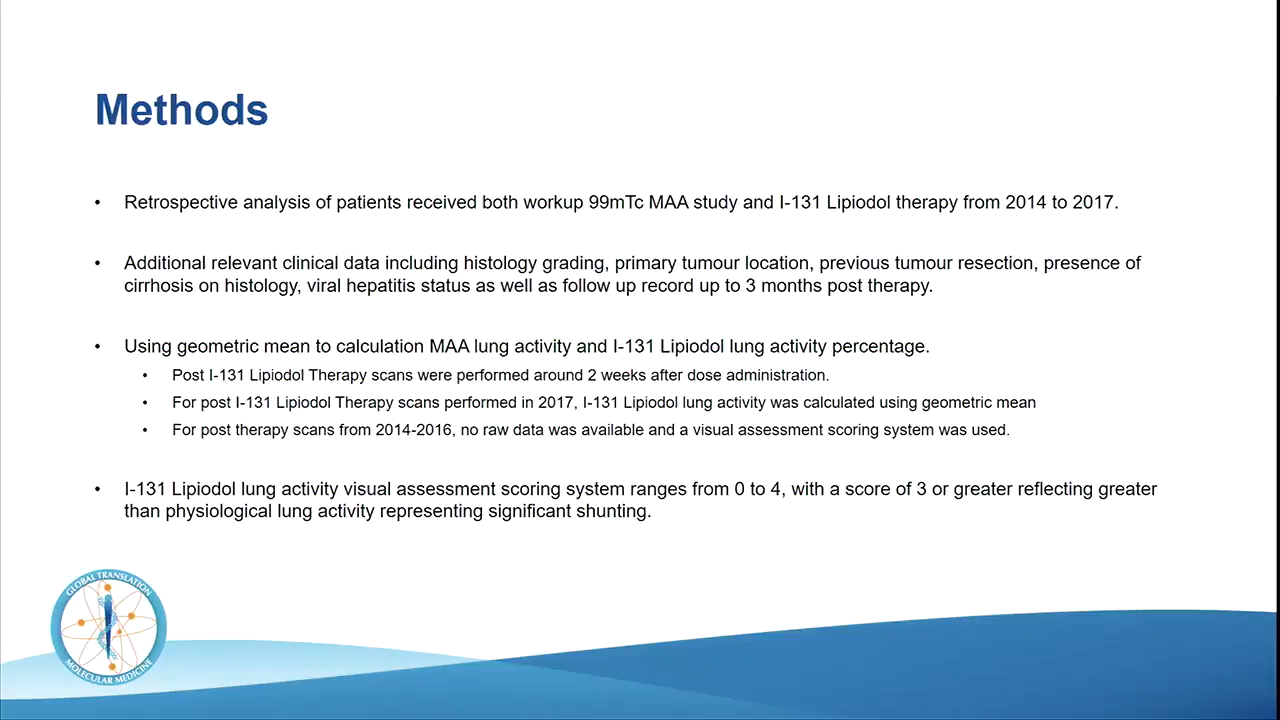 Methods
• Retrospective analysis of patients received both workup 99mTc MAA study and I-131 Lipiodol therapy from 2014 to 2017.
• Additional relevant clinical data including histology grading, primary tumour location, previous tumour resection, presence of
cirrhosis on histology, viral hepatitis status as well as follow up record up to 3 months post therapy.
• Using geometric mean to calculation MAA lung activity and I-131 Lipiodol lung activity percentage.
• Post I-131 Lipiodol Therapy scans were performed around 2 weeks after dose administration.
• For post I-131 Lipiodol Therapy scans performed in 2017, I-131 Lipiodol lung activity was calculated using geometric mean
• For post therapy scans from 2014-2016, no raw data was available and a visual assessment scoring system was used.
• I-131 Lipiodol lung activity visual assessment scoring system ranges from 0 to 4, with a score of 3 or greater reflecting greater
than physiological lung activity representing significant shunting.
GLOBAL TRANSLATION
MOLECULAR MEDICINE